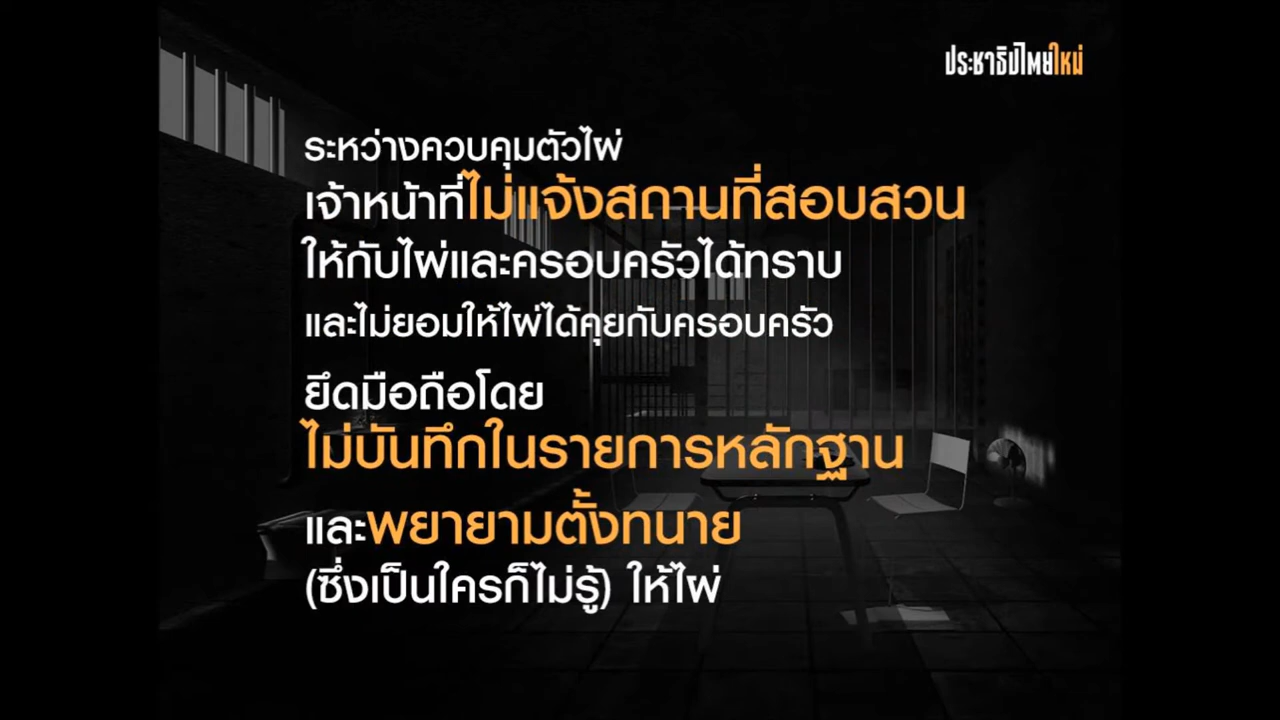 ประชาธิปไตยใหม่
ระหว่างควบคุมตัวไผ่
เจ้าหน้าที่ไม่แจ้งสถานที่สอบสวน
ให้กับไผ่และครอบครัวได้ทราบ
และไม่ยอมให้ไผ่ได้คุยกับครอบครัว
ยึดมือถือโดย
ไม่บันทึกในรายการหลักฐาน
และพยายามตั้งทนาย
(ซึ่งเป็นใครก็ไม่รู้) ให้ไผ่